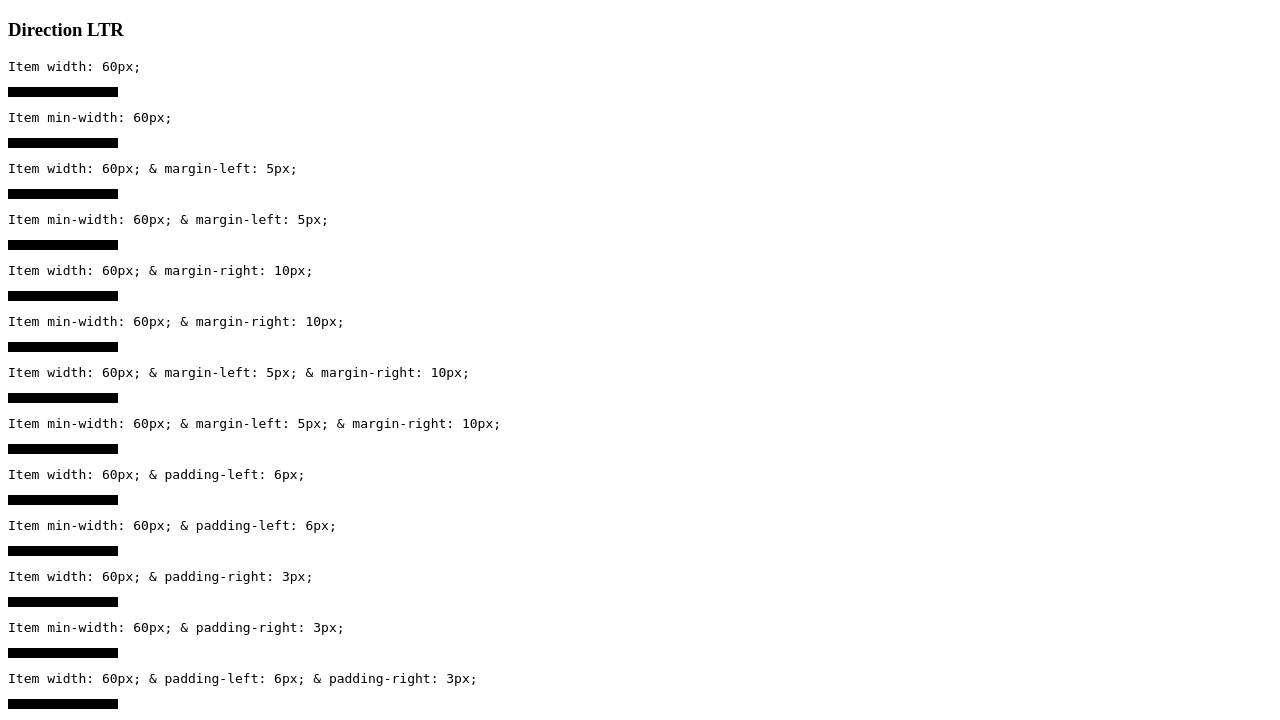 Direction LTR
Item width: 60px;
Item min-width: 60px;
Item width: 60px; & margin-left: 5px;
Item min-width: 60px; & margin-left: 5px;
Item width: 60px; & margin-right: 10px;
Item min-width: 60px; & margin-right: 10px;
Item width: 60px; & margin-left: 5px; & margin-right: 10px;
Item min-width: 60px; & margin-left: 5px; & margin-right: 10px;
Item width: 60px; & padding-left: 6px;
Item min-width: 60px; & padding-left: 6px;
Item width: 60px; & padding-right: 3px;
Item min-width: 60px; & padding-right: 3px;
Item width: 60px; & padding-left: 6px; & padding-right: 3px;